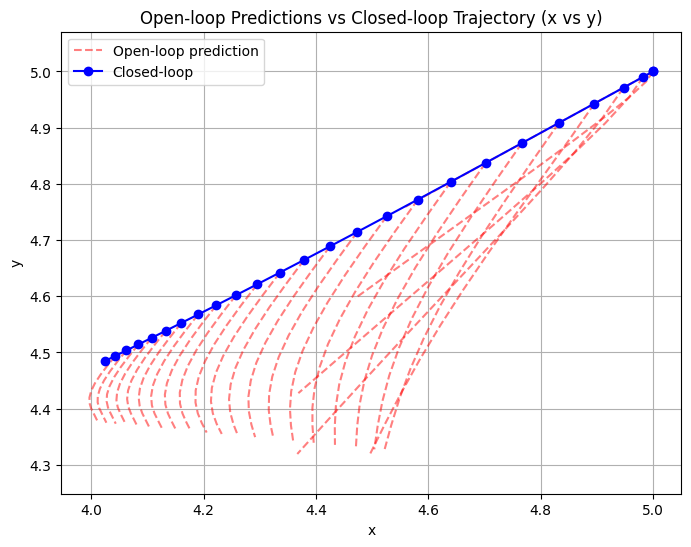 Open-loop Predictions vs Closed-loop Trajectory (x vs y)
Open-loop prediction
Closed-loop
5.0
4.9
4.8
4.7
4.6
4.5
4.4
4.3
y
4.0 4.2 4.4 4.6 4.8 5.0
x